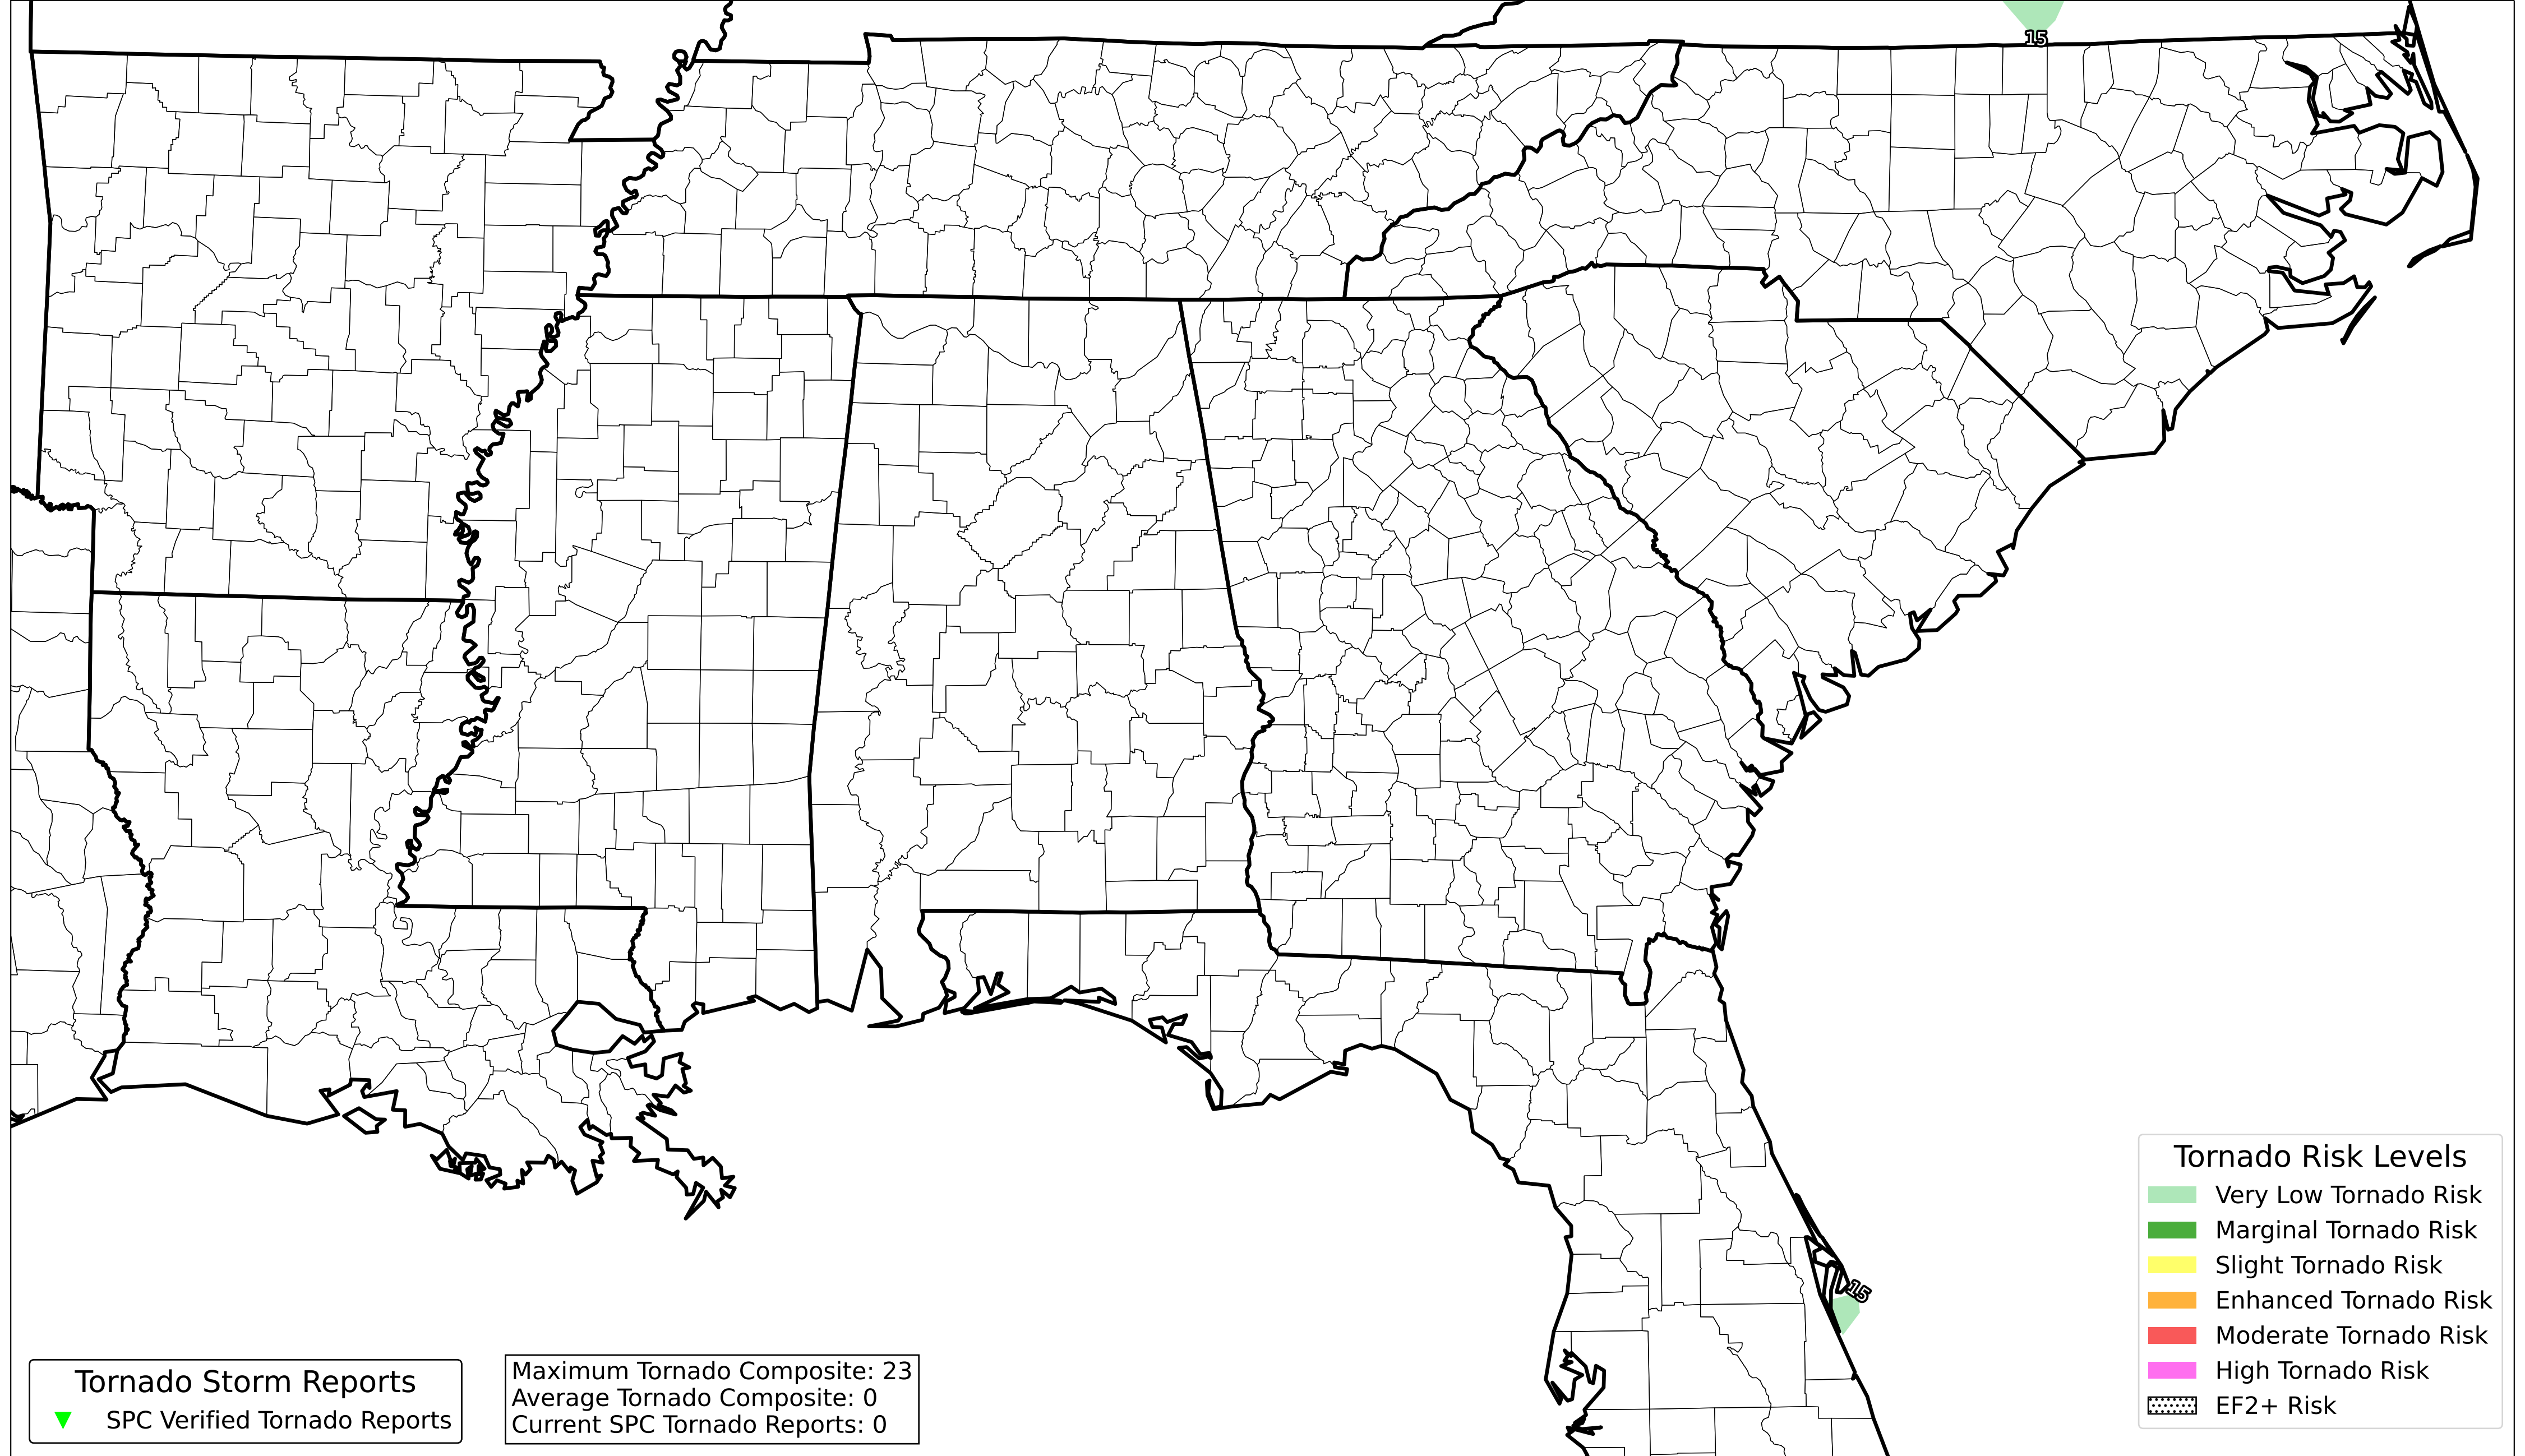 15
15
Tornado Risk Levels
Very Low Tornado Risk
Marginal Tornado Risk
Slight Tornado Risk
Enhanced Tornado Risk
Moderate Tornado Risk
High Tornado Risk
EF2+ Risk
Tornado Storm Reports
SPC Verified Tornado Reports
Maximum Tornado Composite: 23
Average Tornado Composite: 0
Current SPC Tornado Reports: 0